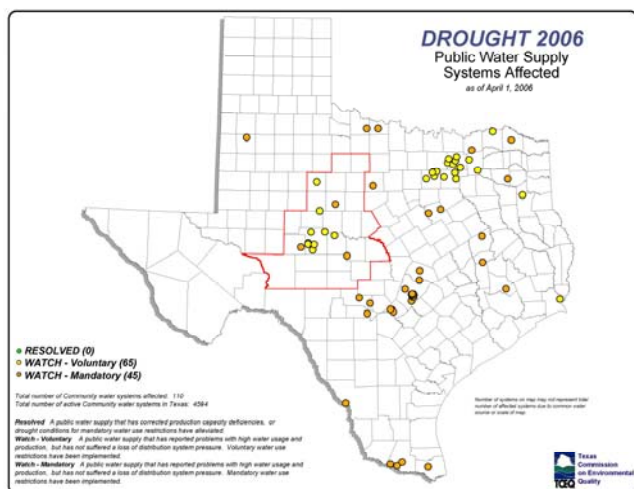 DROUGHT 2006
Public Water Supply
Systems Affected
as of April 1, 2006
RESOLVED (0)
WATCH - Voluntary (65)
WATCH - Mandatory (45)
Total number of Community water systems affected: 110
Total number of active Community water systems in Texas: 4564
Resolved A public water supply that has corrected production capacity deficiencies, or
drought conditions for mandatory water use restrictions have alleviated.
Watch - Voluntary A public water supply that has reported problems with high water usage and
production, but has not suffered a loss of distribution system pressure. Voluntary water use
restrictions have been implemented.
Watch - Mandatory A public water supply that has reported problems with high water usage and
production, but has not suffered a loss of distribution system pressure. Mandatory water use
restrictions have been implemented.
Number of systems on map may not represent total
number of affected systems due to common water
source or scale of map.
TCEQ
Texas
Commission
on Environmental
Quality